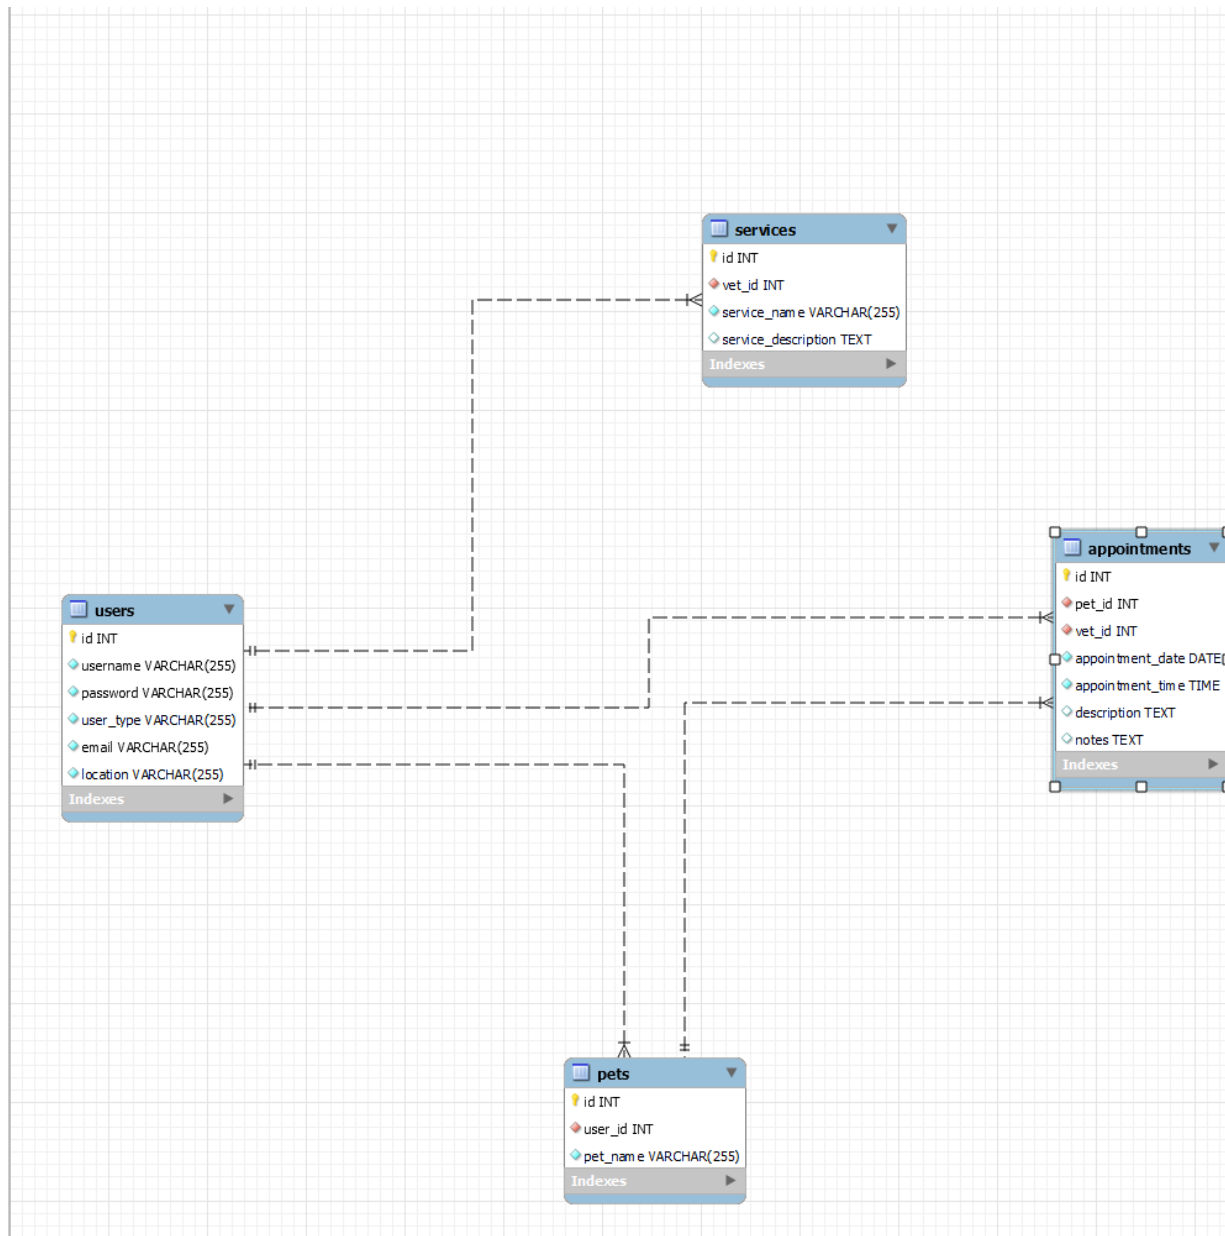 services
id INT
vet_id INT
service_name VARCHAR(255)
service_description TEXT
Indexes
appointments
id INT
pet_id INT
vet_id INT
appointment_date DATE
appointment_time TIME
description TEXT
notes TEXT
Indexes
users
id INT
username VARCHAR(255)
password VARCHAR(255)
user_type VARCHAR(255)
email VARCHAR(255)
location VARCHAR(255)
Indexes
pets
id INT
user_id INT
pet_name VARCHAR(255)
Indexes